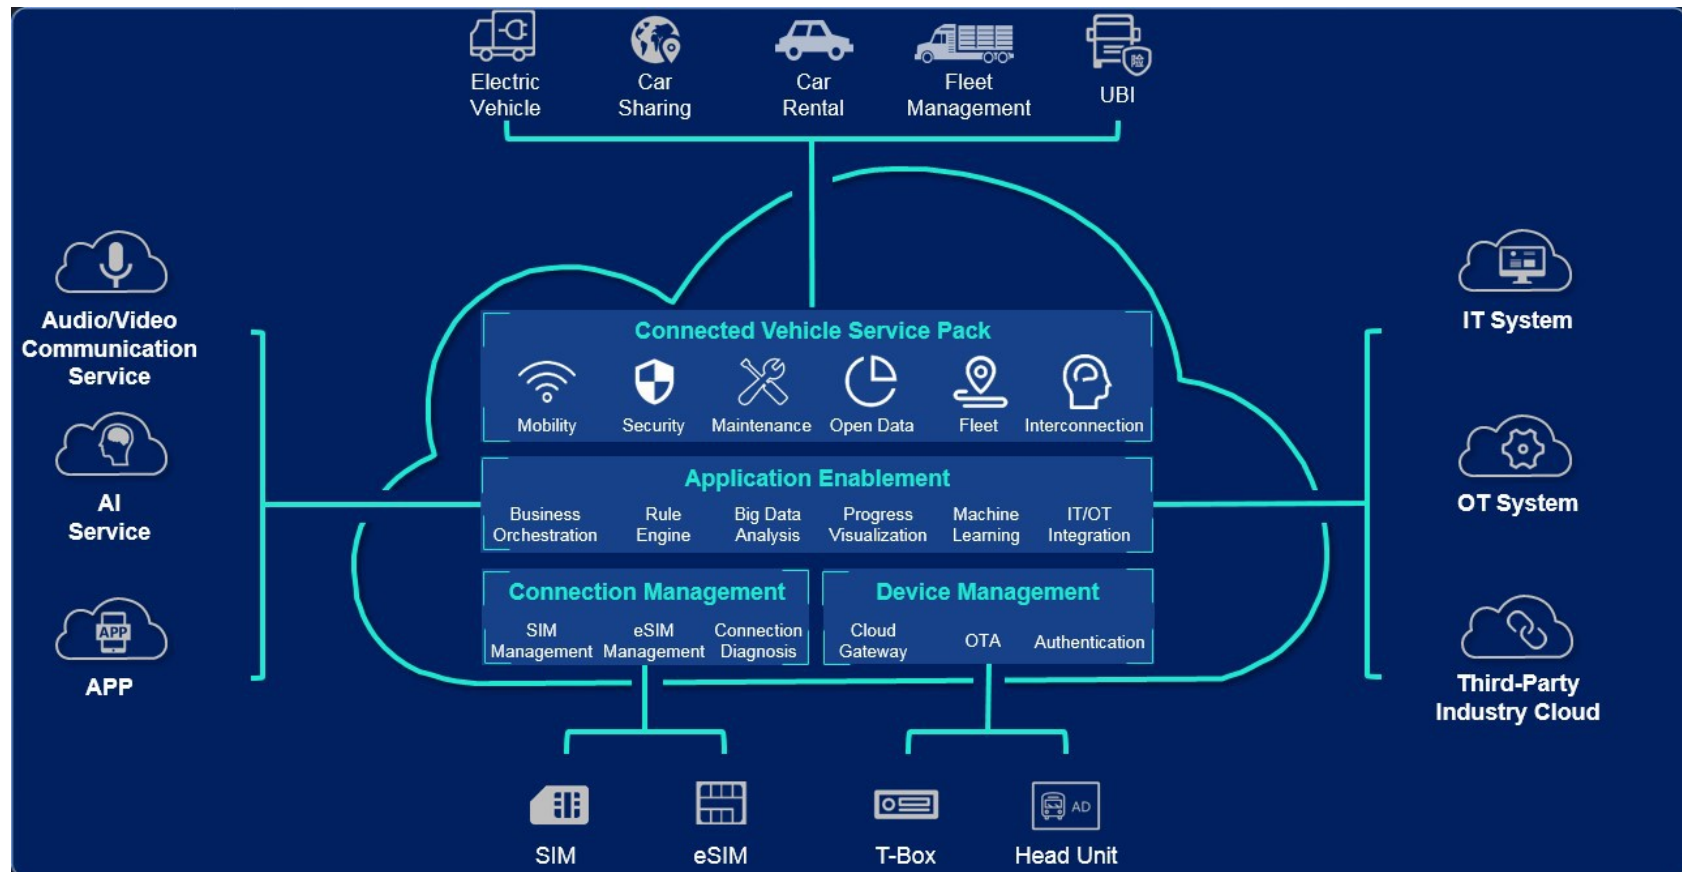 Electric
Vehicle
Car
Sharing
Car
Rental
Fleet
Management
險
UBI
Audio/Video
Communication
Service
AI
Service
APP
APP
Connected Vehicle Service Pack
Mobility
Security
Maintenance
Open Data
Fleet
Interconnection
Application Enablement
Business
Orchestration
Rule
Engine
Big Data
Analysis
Progress
Visualization
Machine
Learning
IT/OT
Integration
Connection Management
SIM
Management
eSIM
Management
Connection
Diagnosis
Device Management
Cloud
Gateway
OTA
Authentication
IT System
OT System
Third-Party
Industry Cloud
SIM
eSIM
T-Box
AD
Head Unit